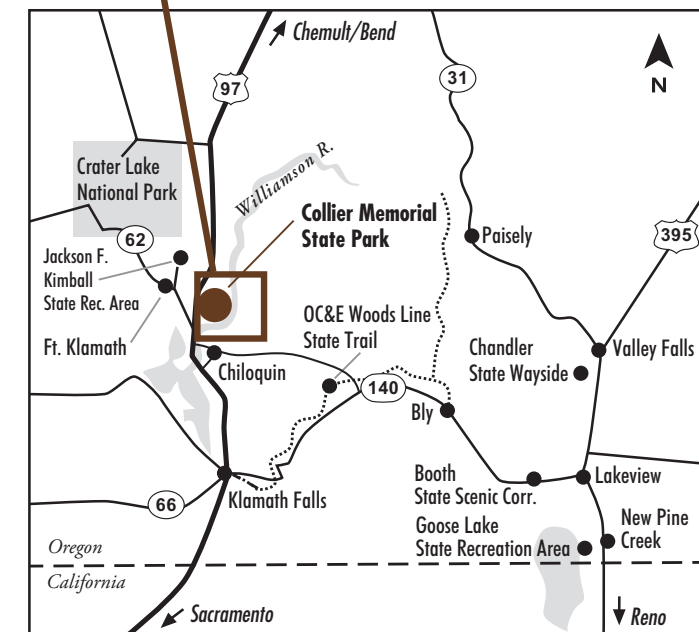 Chemult/Bend
97
31
N
Crater Lake
National Park
Williamson R.
Collier Memorial
State Park
62
Paisely
395
Jackson F.
Kimball
State Rec. Area
OC&E Woods Line
State Trail
Ft. Klamath
Chiloquin
Chandler
State Wayside
Valley Falls
140
Bly
Klamath Falls
66
Booth
State Scenic Corr.
Lakeview
Goose Lake
State Recreation Area
New Pine
Creek
Oregon
California
Sacramento
Reno